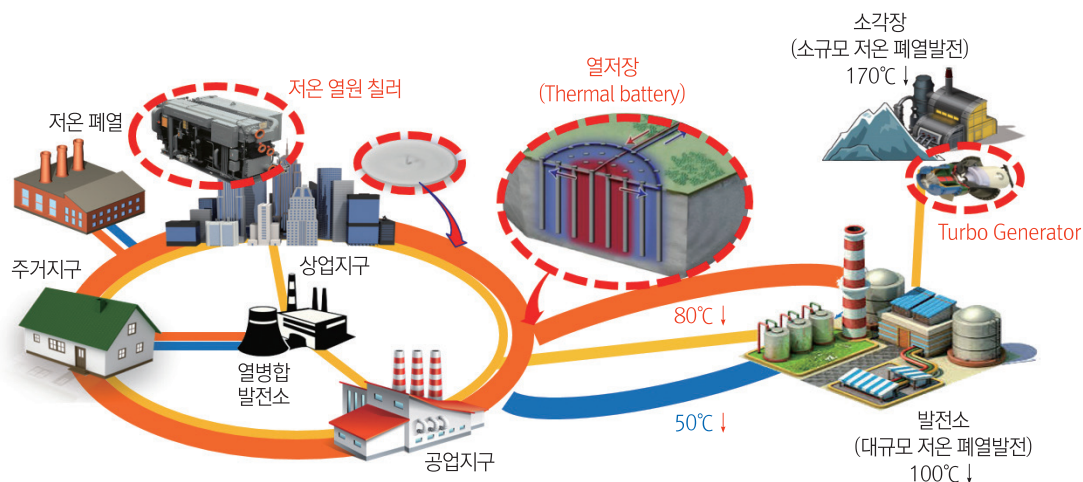 소각장
(소규모 저온 폐열발전)
170℃↓
저온 열원 칠러
열저장
(Thermal battery)
저온 폐열
Turbo Generator
주거지구
상업지구
80℃↓
열병합
발전소
50℃↓
공업지구
발전소
(대규모 저온 폐열발전)
100℃↓